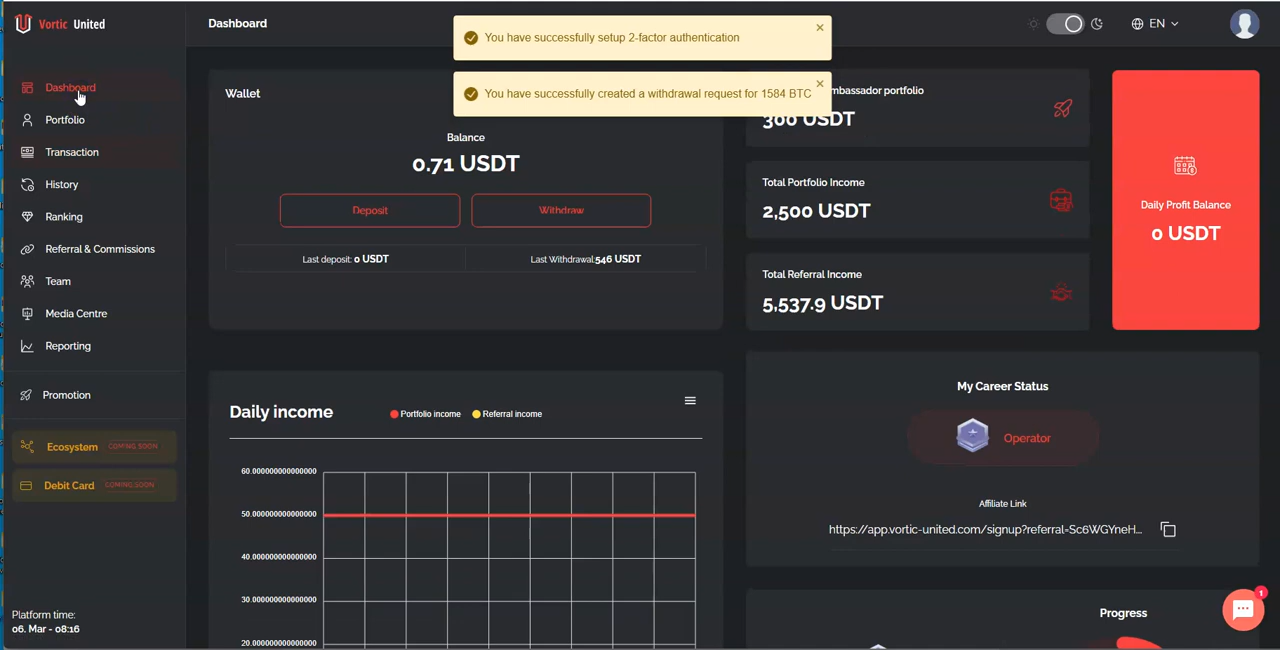 Vortic United
Dashboard
EN
You have successfully setup 2-factor authentication
You have successfully created a withdrawal request for 1584 BTC
Dashboard
Portfolio
Transaction
History
Ranking
Referral & Commissions
Team
Media Centre
Reporting
Promotion
Ecosystem COMING SOON
Debit Card COMING SOON
Platform time:
06. Mar - 08:16
Wallet
Balance
0.71 USDT
Deposit
Withdraw
Last deposit: 0 USDT
Last Withdrawal:546 USDT
mbassador portfolio
300 USDT
Total Portfolio Income
2,500 USDT
Total Referral Income
5,537.9 USDT
Daily Profit Balance
0 USDT
Daily income
Portfolio income
Referral income
60.000000000000000
50.000000000000000
40.000000000000000
30.000000000000000
20.000000000000000
My Career Status
Operator
Affiliate Link
https://app.vortic-united.com/signup?referral=Sc6WGYneH...
Progress
1